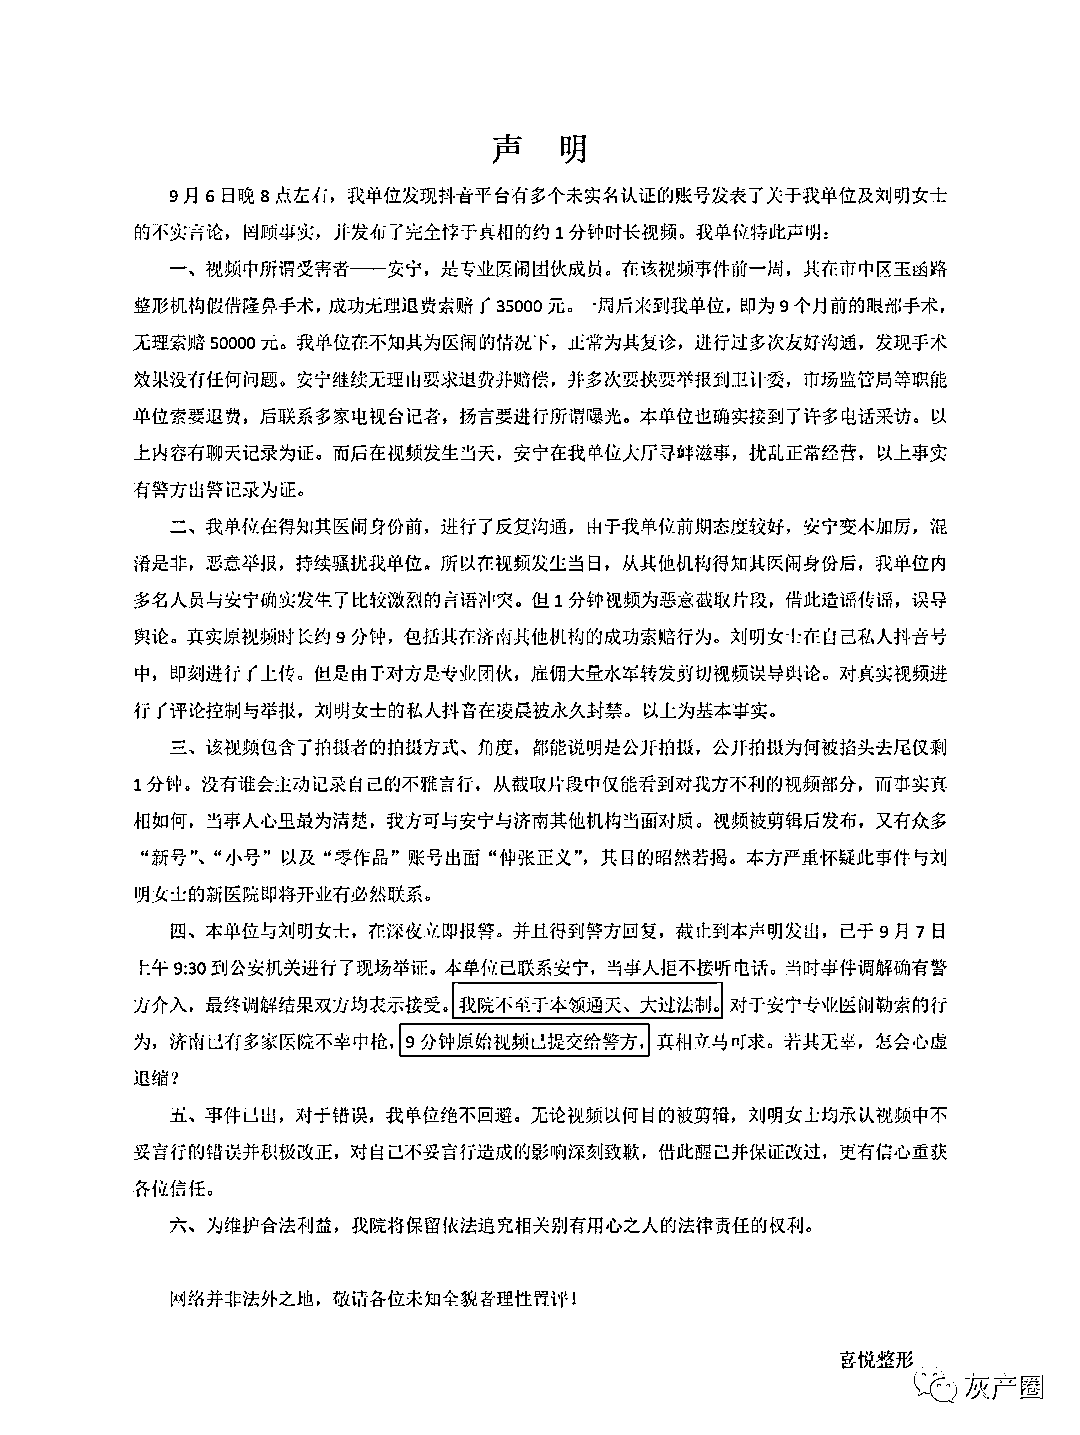 声 明
9月6日晚8点左右，我单位发现抖音平台有多个未实名认证的账号发表了关于我单位及刘明女士
的不实言论，罔顾事实，并发布了完全悖于真相的约1分钟时长视频。我单位特此声明：
一、视频中所谓受害者——安宁，是专业医闹团伙成员。在该视频事件前一周，其在市中区玉函路
整形机构假借隆鼻手术，成功无理退费索赔了35000元。一周后来到我单位，即为9个月前的眼部手术，
无理索赔50000元。我单位在不知其为医闹的情况下，正常为其复诊，进行过多次友好沟通，发现手术
效果没有任何问题。安宁继续无理由要求退费并赔偿，并多次要挟要举报到卫计委，市场监管局等职能
单位索要退费，后联系多家电视台记者，扬言要进行所谓曝光。本单位也确实接到了许多电话采访。以
上内容有聊天记录为证。而后在视频发生当天，安宁在我单位大厅寻衅滋事，扰乱正常经营，以上事实
有警方出警记录为证。
二、我单位在得知其医闹身份前，进行了反复沟通，由于我单位前期态度较好，安宁变本加厉，混
淆是非，恶意举报，持续骚扰我单位。所以在视频发生当日，从其他机构得知其医闹身份后，我单位内
多名人员与安宁确实发生了比较激烈的言语冲突。但1分钟视频为恶意截取片段，借此造谣传谣，误导
舆论。真实原视频时长约9分钟，包括其在济南其他机构的成功索赔行为。刘明女士在自己私人抖音号
中，即刻进行了上传。但是由于对方是专业团伙，雇佣大量水军转发剪切视频误导舆论。对真实视频进
行了评论控制与举报，刘明女士的私人抖音在凌晨被永久封禁。以上为基本事实。
三、该视频包含了拍摄者的拍摄方式、角度，都能说明是公开拍摄，公开拍摄为何被掐头去尾仅剩
1分钟。没有谁会主动记录自己的不雅言行，从截取片段中仅能看到对我方不利的视频部分，而事实真
相如何，当事人心里最为清楚，我方可与安宁与济南其他机构当面对质。视频被剪辑后发布，又有众多
“新号”、“小号”以及“零作品”账号出面“伸张正义”，其目的昭然若揭。本方严重怀疑此事件与刘
明女士的新医院即将开业有必然联系。
四、本单位与刘明女士，在深夜立即报警。并且得到警方回复，截止到本声明发出，已于9月7日
上午9:30到公安机关进行了现场举证。本单位已联系安宁，当事人拒不接听电话。当时事件调解确有警
方介入，最终调解结果双方均表示接受。我院不至于本领通天、大过法制。对于安宁专业医闹勒索的行
为，济南已有多家医院不幸中枪，9分钟原始视频已提交给警方，真相立马可求。若其无辜，怎会心虚
退缩？
五、事件已出，对于错误，我单位绝不回避。无论视频以何目的被剪辑，刘明女士均承认视频中不
妥言行的错误并积极改正，对自己不妥言行造成的影响深刻致歉，借此醒己并保证改过，更有信心重获
各位信任。
六、为维护合法利益，我院将保留依法追究相关别有用心之人的法律责任的权利。
网络并非法外之地，敬请各位未知全貌者理性置评！
喜悦整形
灰产圈